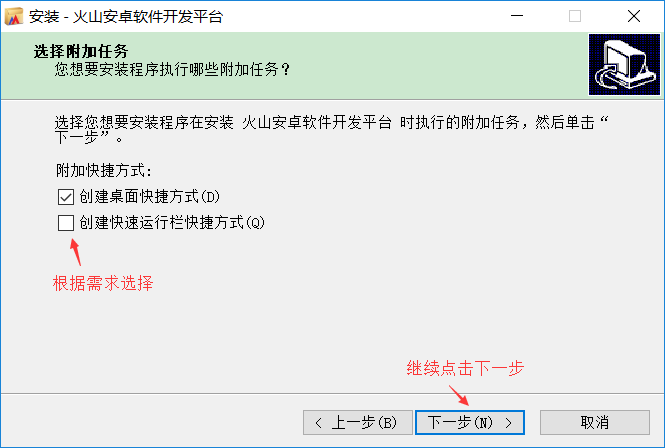 安装 - 火山安卓软件开发平台
选择附加任务
您想要安装程序执行哪些附加任务？
选择您想要安装程序在安装 火山安卓软件开发平台 时执行的附加任务，然后单击“
下一步”。
附加快捷方式:
创建桌面快捷方式(D)
创建快速运行栏快捷方式(Q)
根据需求选择
继续点击下一步
< 上一步(B)
下一步(N) >
取消